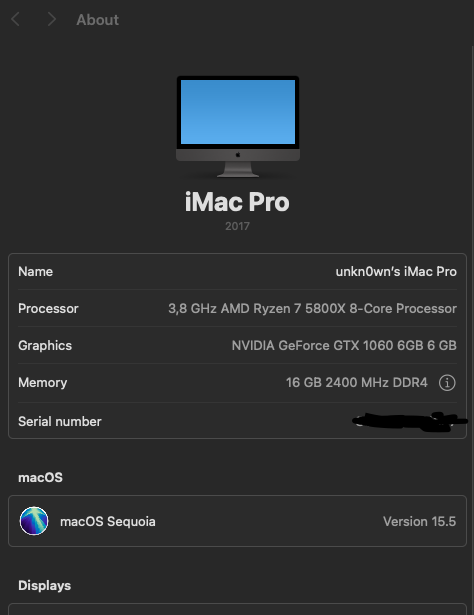 About
iMac Pro
2017
Name unkn0wn's iMac Pro
Processor 3,8 GHz AMD Ryzen 7 5800X 8-Core Processor
Graphics NVIDIA GeForce GTX 1060 6GB 6 GB
Memory 16 GB 2400 MHz DDR4
Serial number
macOS
macOS Sequoia Version 15.5
Displays